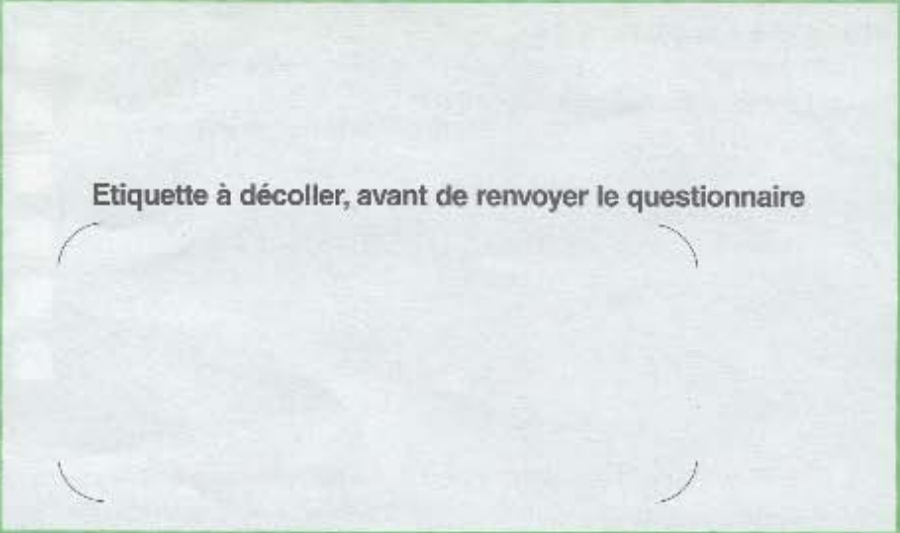 Etiquette à décoller, avant de renvoyer le questionnaire